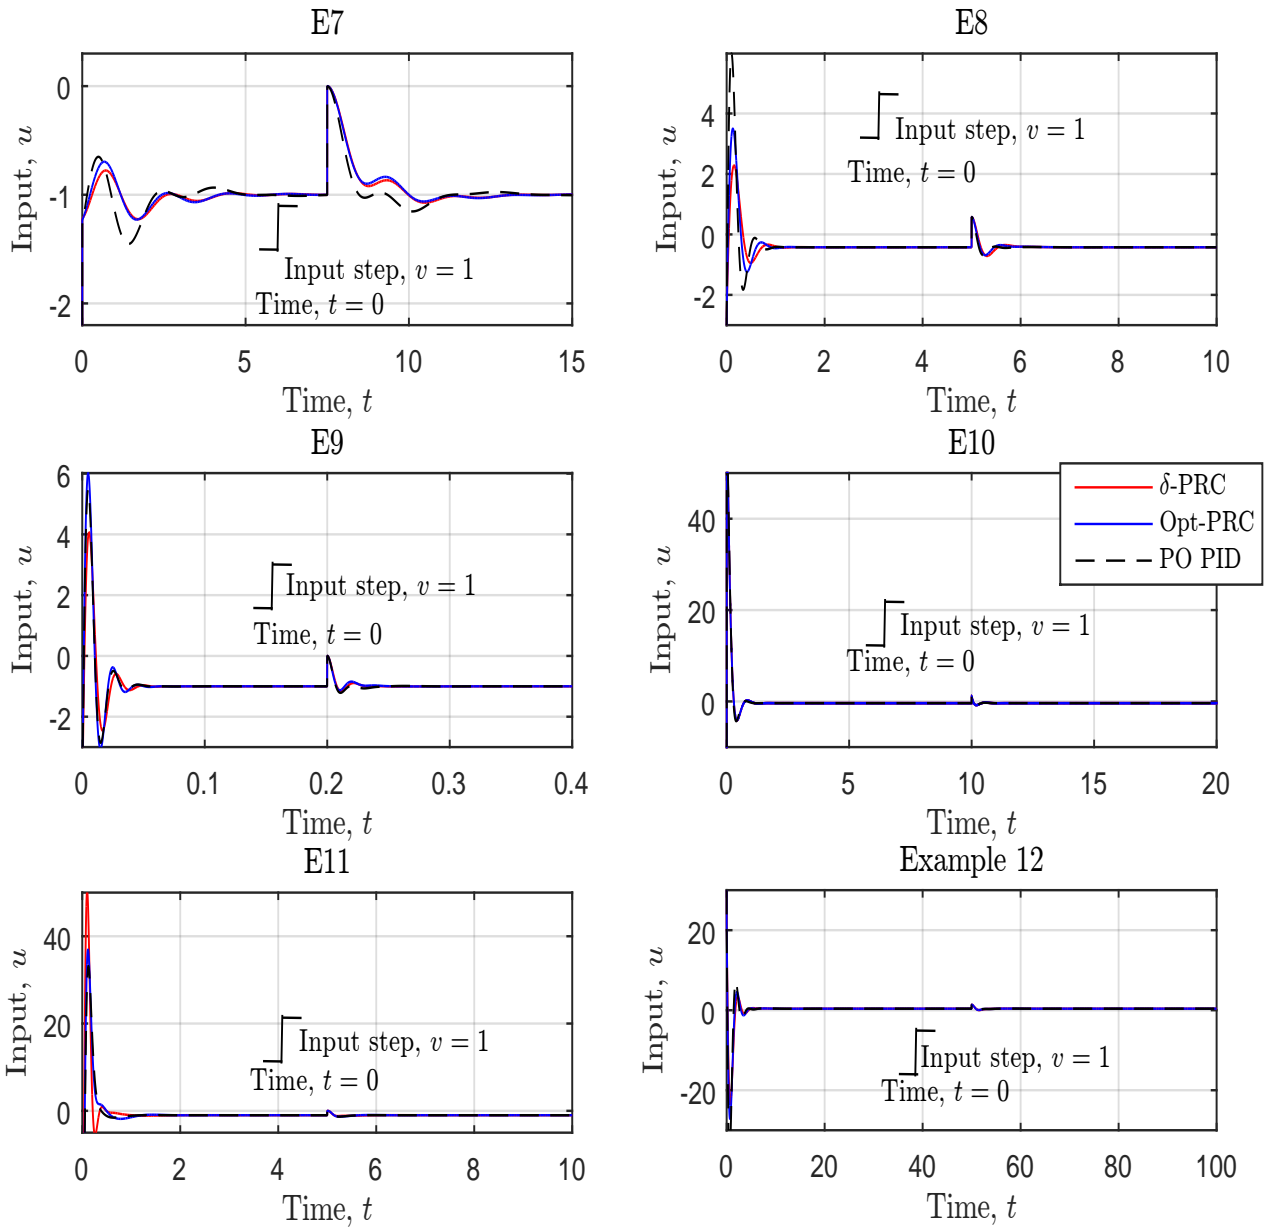 E7
0
-1
-2
Input, u
Input step, v = 1
Time, t = 0
0 5 10 15
Time, t
E8
4
2
0
-2
Input, u
Input step, v = 1
Time, t = 0
0 2 4 6 8 10
Time, t
E9
6
4
2
0
-2
Input, u
Input step, v = 1
Time, t = 0
0 0.1 0.2 0.3 0.4
Time, t
E10
40
20
0
Input, u
δ-PRC
Opt-PRC
PO PID
Input step, v = 1
Time, t = 0
0 5 10 15 20
Time, t
E11
40
20
0
Input, u
Input step, v = 1
Time, t = 0
0 2 4 6 8 10
Time, t
Example 12
20
0
-20
Input, u
Input step, v = 1
Time, t = 0
0 20 40 60 80 100
Time, t